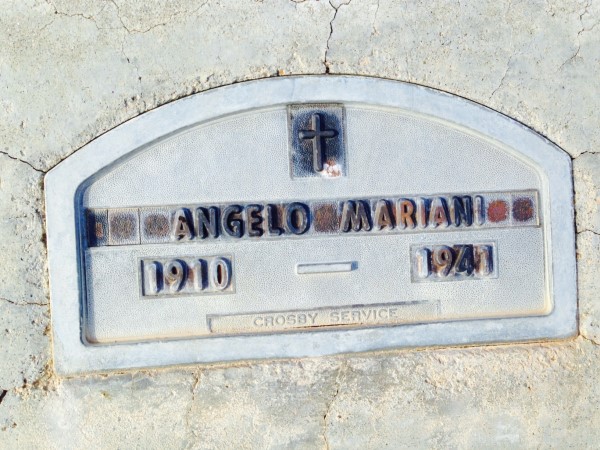 ANGELO MARIANI
1910 — 1941
CROSBY SERVICE